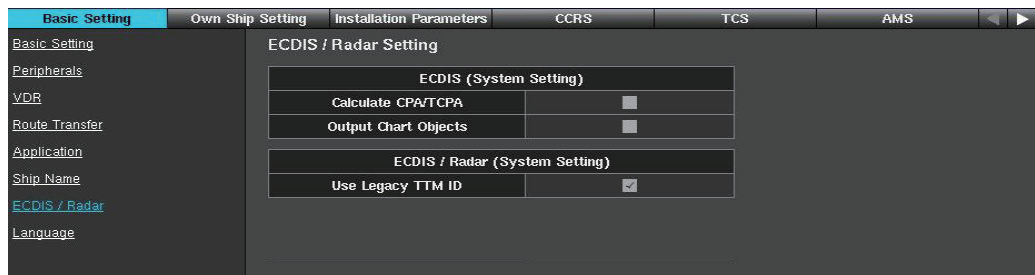 Basic Setting Own Ship Setting Installation Parameters CCRS TCS AMS
Basic Setting
Peripherals
VDR
Route Transfer
Application
Ship Name
ECDIS / Radar
Language
ECDIS / Radar Setting
ECDIS (System Setting)
Calculate CPA/TCPA
Output Chart Objects
ECDIS / Radar (System Setting)
Use Legacy TTM ID